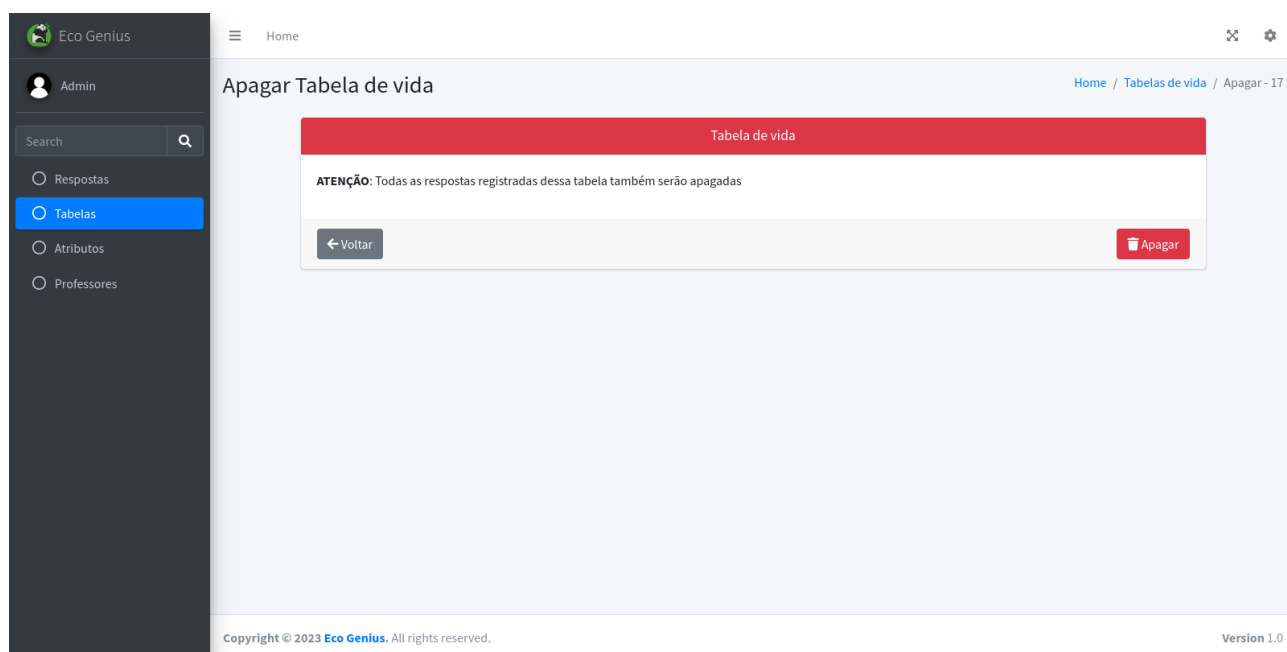 Eco Genius
Home
Admin
Apagar Tabela de vida
Home / Tabelas de vida / Apagar - 17
Search
Respostas
Tabelas
Atributos
Professores
Tabela de vida
ATENÇÃO: Todas as respostas registradas dessa tabela também serão apagadas
Voltar
Apagar
Copyright © 2023 Eco Genius. All rights reserved.
Version 1.0